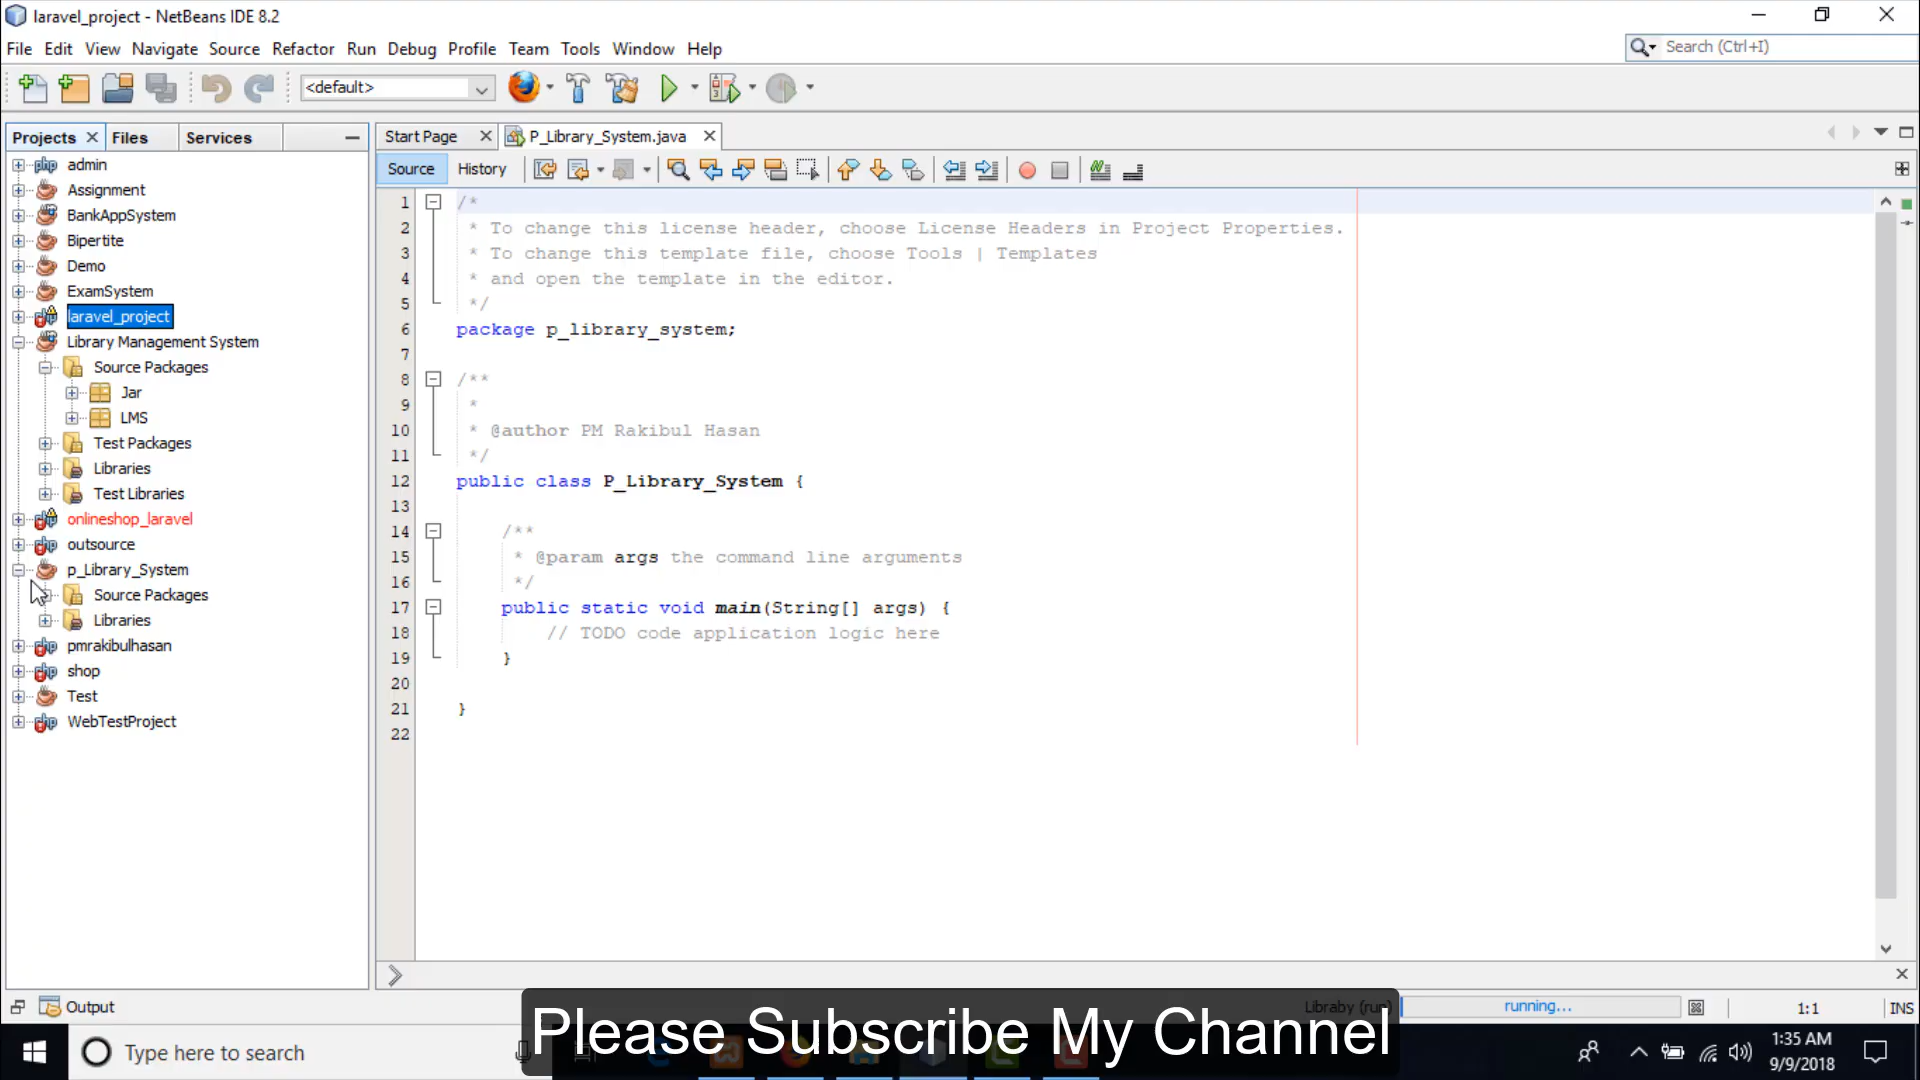 laravel_project - NetBeans IDE 8.2
File Edit View Navigate Source Refactor Run Debug Profile Team Tools Window Help
Search (Ctrl+I)
<default>
Projects Files Services
Start Page P_Library_System.java
Source History
admin
Assignment
BankAppSystem
Bipertite
Demo
ExamSystem
laravel_project
Library Management System
Source Packages
Jar
LMS
Test Packages
Libraries
Test Libraries
onlineshop_laravel
outsource
p_Library_System
Source Packages
Libraries
pmrakibulhasan
shop
Test
WebTestProject
1 /*
2 * To change this license header, choose License Headers in Project Properties.
3 * To change this template file, choose Tools | Templates
4 * and open the template in the editor.
5 */
6 package p_library_system;
7
8 /**
9 *
10 * @author PM Rakibul Hasan
11 */
12 public class P_Library_System {
13
14 /**
15 * @param args the command line arguments
16 */
17 public static void main(String[] args) {
18 // TODO code application logic here
19 }
20
21 }
22
Output
Libraby (run) running...
1:1 INS
Please Subscribe My Channel
Type here to search
1:35 AM
9/9/2018